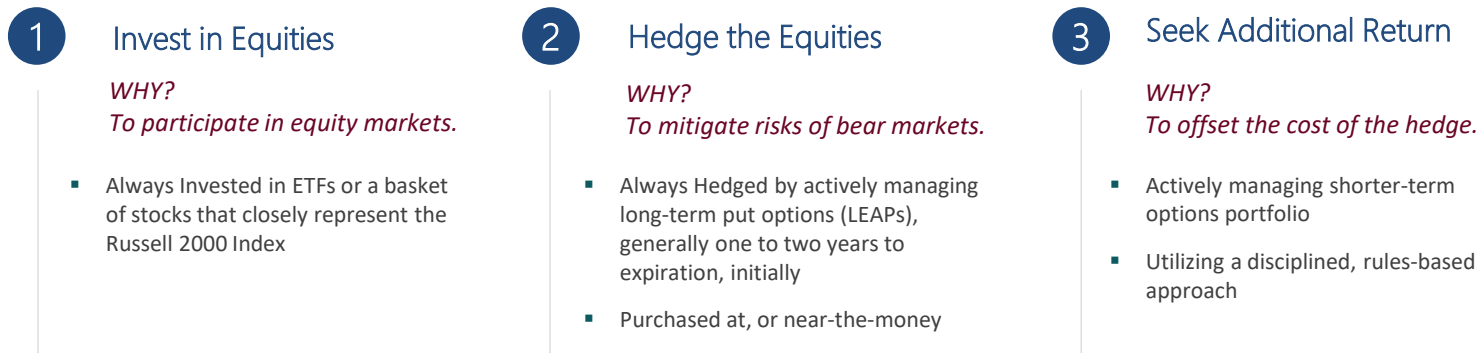 1
Invest in Equities
WHY?
To participate in equity markets.
▪ Always Invested in ETFs or a basket
of stocks that closely represent the
Russell 2000 Index
2
Hedge the Equities
WHY?
To mitigate risks of bear markets.
▪ Always Hedged by actively managing
long-term put options (LEAPs),
generally one to two years to
expiration, initially
▪ Purchased at, or near-the-money
3
Seek Additional Return
WHY?
To offset the cost of the hedge.
▪ Actively managing shorter-term
options portfolio
▪ Utilizing a disciplined, rules-based
approach